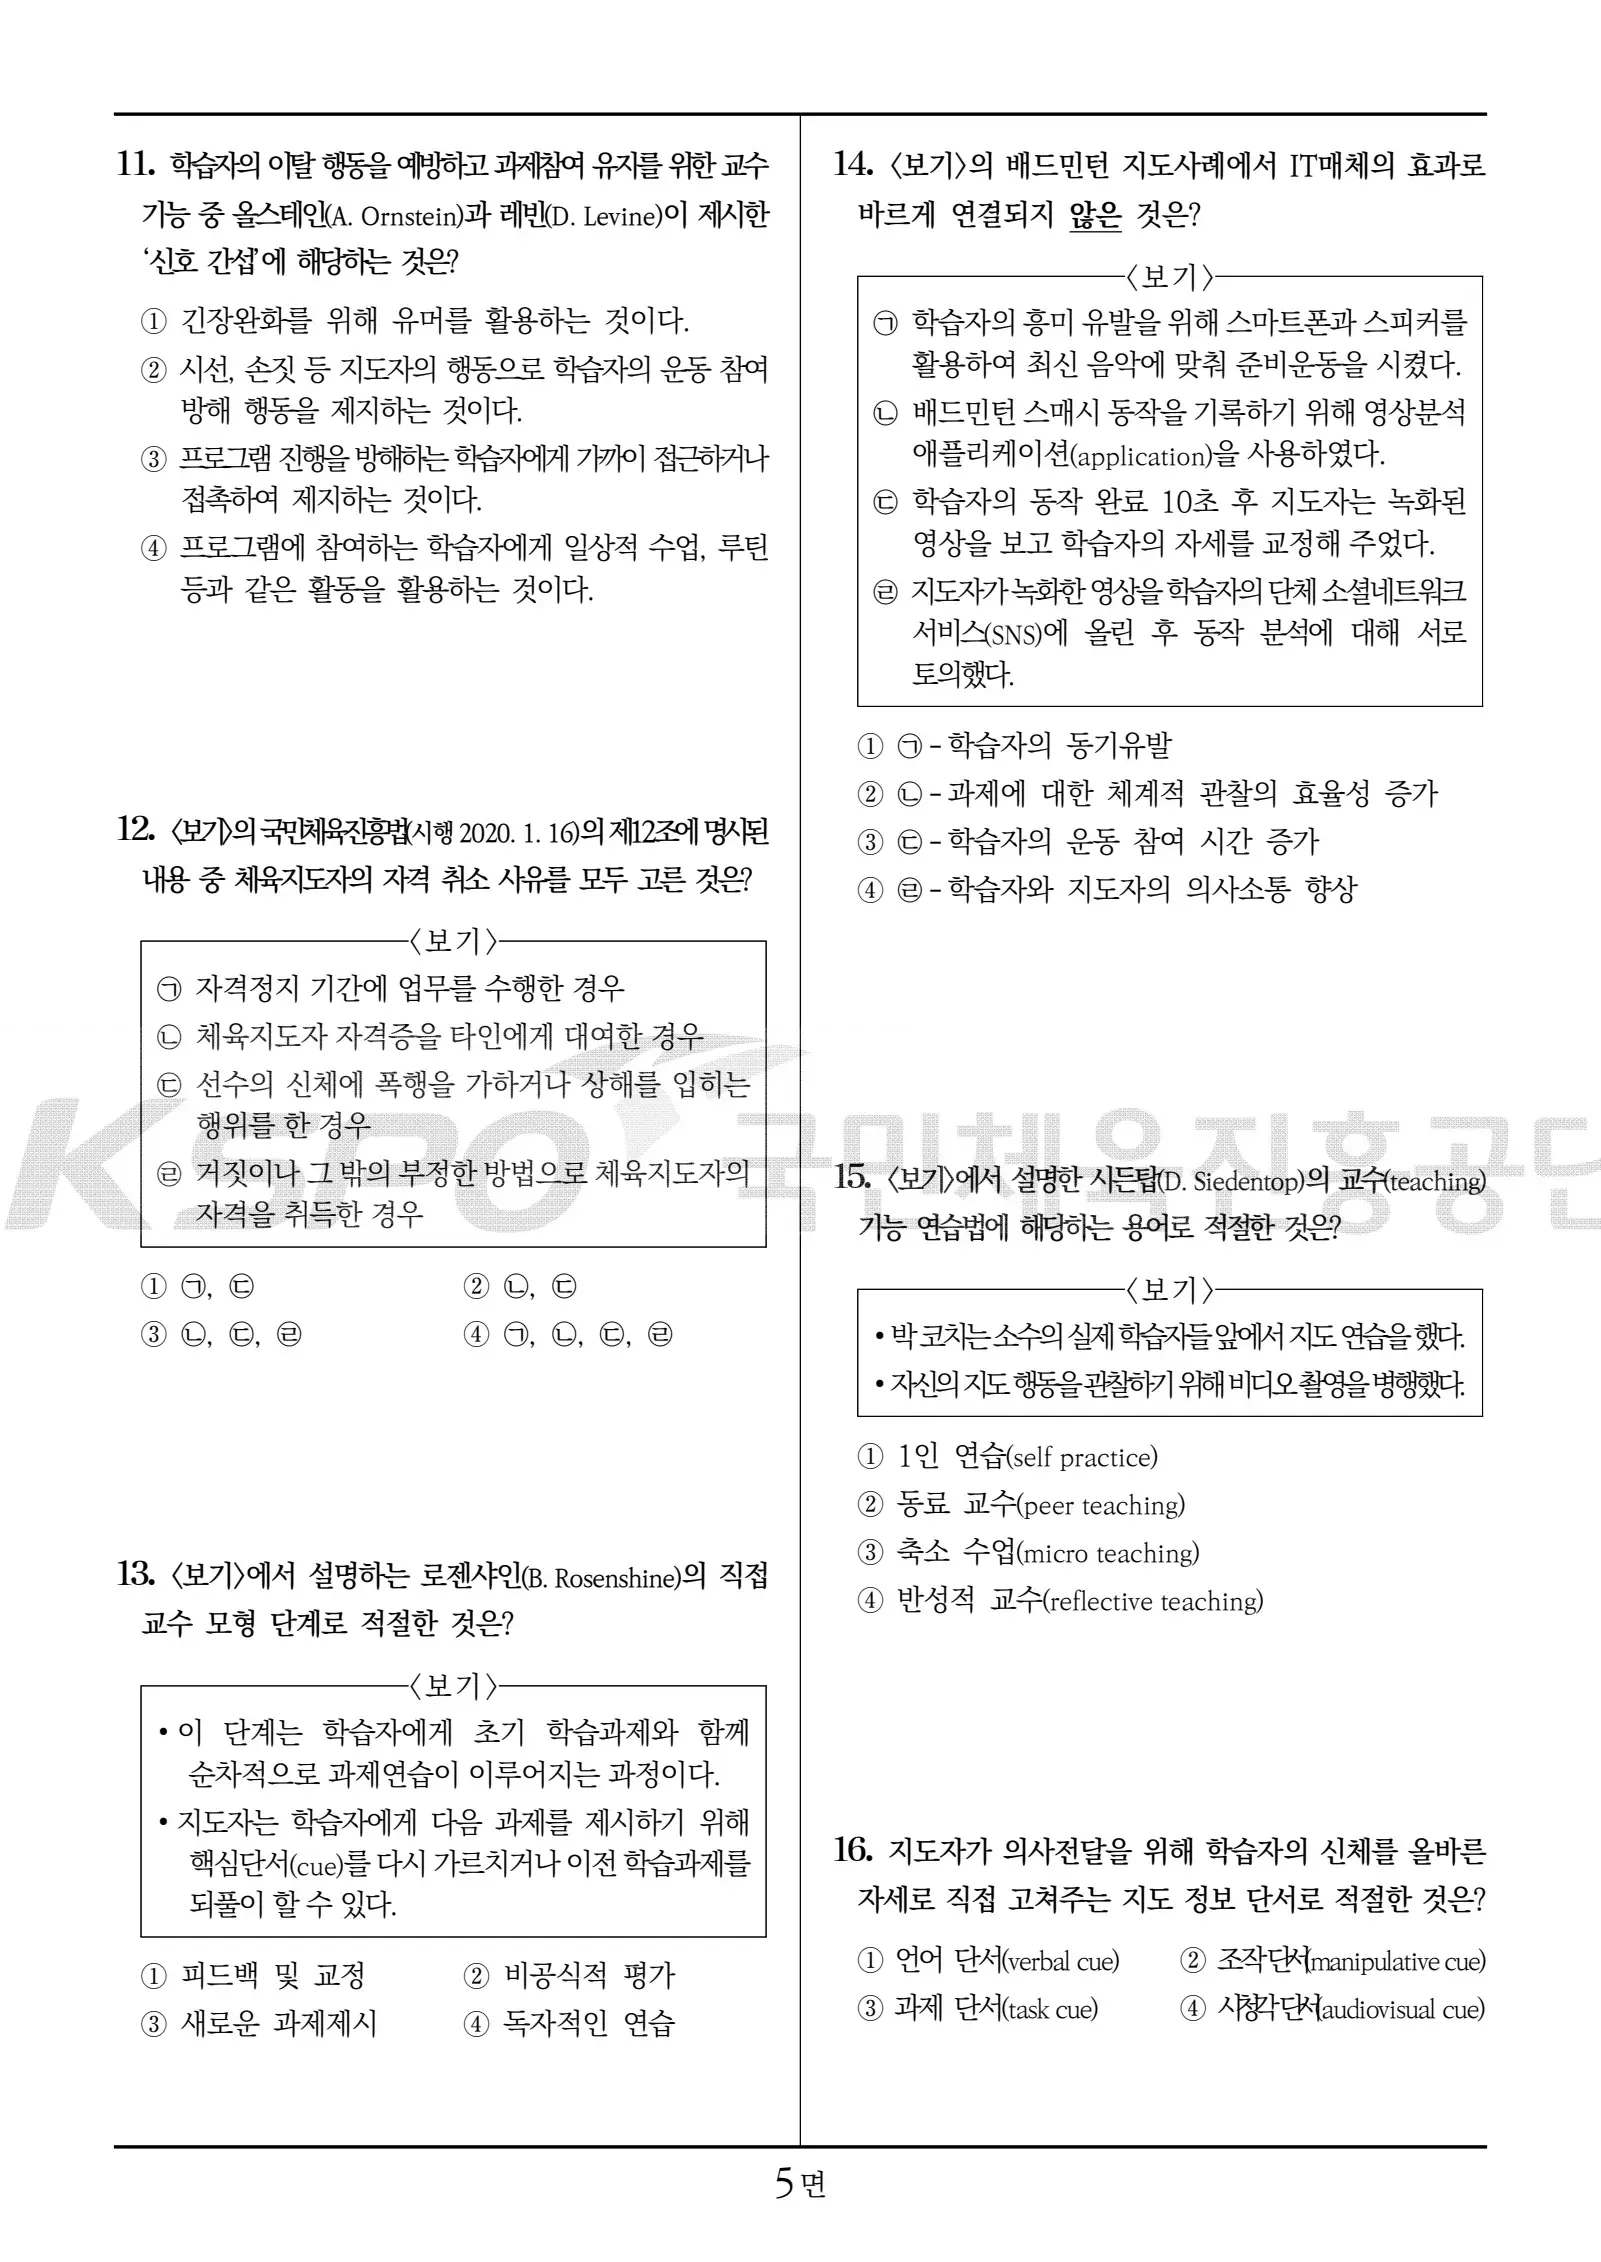 11. 학습자의 이탈 행동을 예방하고 과제참여 유지를 위한 교수
기능 중 올스테인(A. Ornstein)과 레빈(D. Levine)이 제시한
‘신호 간섭’에 해당하는 것은?
① 긴장완화를 위해 유머를 활용하는 것이다.
② 시선, 손짓 등 지도자의 행동으로 학습자의 운동 참여
방해 행동을 제지하는 것이다.
③ 프로그램 진행을 방해하는 학습자에게 가까이 접근하거나
접촉하여 제지하는 것이다.
④ 프로그램에 참여하는 학습자에게 일상적 수업, 루틴
등과 같은 활동을 활용하는 것이다.
12. 〈보기〉의 국민체육진흥법(시행 2020. 1. 16)의 제12조에 명시된
내용 중 체육지도자의 자격 취소 사유를 모두 고른 것은?
〈보기〉
㉠ 자격정지 기간에 업무를 수행한 경우
㉡ 체육지도자 자격증을 타인에게 대여한 경우
㉢ 선수의 신체에 폭행을 가하거나 상해를 입히는
행위를 한 경우
㉣ 거짓이나 그 밖의 부정한 방법으로 체육지도자의
자격을 취득한 경우
① ㉠, ㉢ ② ㉡, ㉢
③ ㉡, ㉢, ㉣ ④ ㉠, ㉡, ㉢, ㉣
13. 〈보기〉에서 설명하는 로젠샤인(B. Rosenshine)의 직접
교수 모형 단계로 적절한 것은?
〈보기〉
• 이 단계는 학습자에게 초기 학습과제와 함께
순차적으로 과제연습이 이루어지는 과정이다.
• 지도자는 학습자에게 다음 과제를 제시하기 위해
핵심단서(cue)를 다시 가르치거나 이전 학습과제를
되풀이 할 수 있다.
① 피드백 및 교정 ② 비공식적 평가
③ 새로운 과제제시 ④ 독자적인 연습
14. 〈보기〉의 배드민턴 지도사례에서 IT매체의 효과로
바르게 연결되지 않은 것은?
〈보기〉
㉠ 학습자의 흥미 유발을 위해 스마트폰과 스피커를
활용하여 최신 음악에 맞춰 준비운동을 시켰다.
㉡ 배드민턴 스매시 동작을 기록하기 위해 영상분석
애플리케이션(application)을 사용하였다.
㉢ 학습자의 동작 완료 10초 후 지도자는 녹화된
영상을 보고 학습자의 자세를 교정해 주었다.
㉣ 지도자가 녹화한 영상을 학습자의 단체 소셜네트워크
서비스(SNS)에 올린 후 동작 분석에 대해 서로
토의했다.
① ㉠ - 학습자의 동기유발
② ㉡ - 과제에 대한 체계적 관찰의 효율성 증가
③ ㉢ - 학습자의 운동 참여 시간 증가
④ ㉣ - 학습자와 지도자의 의사소통 향상
15. 〈보기〉에서 설명한 시든탑(D. Siedentop)의 교수(teaching)
기능 연습법에 해당하는 용어로 적절한 것은?
〈보기〉
• 박 코치는 소수의 실제 학습자들 앞에서 지도 연습을 했다.
• 자신의 지도 행동을 관찰하기 위해 비디오 촬영을 병행했다.
① 1인 연습(self practice)
② 동료 교수(peer teaching)
③ 축소 수업(micro teaching)
④ 반성적 교수(reflective teaching)
16. 지도자가 의사전달을 위해 학습자의 신체를 올바른
자세로 직접 고쳐주는 지도 정보 단서로 적절한 것은?
① 언어 단서(verbal cue) ② 조작 단서(manipulative cue)
③ 과제 단서(task cue) ④ 시청각 단서(audiovisual cue)
KSPO 국민체육진흥공단
5 면